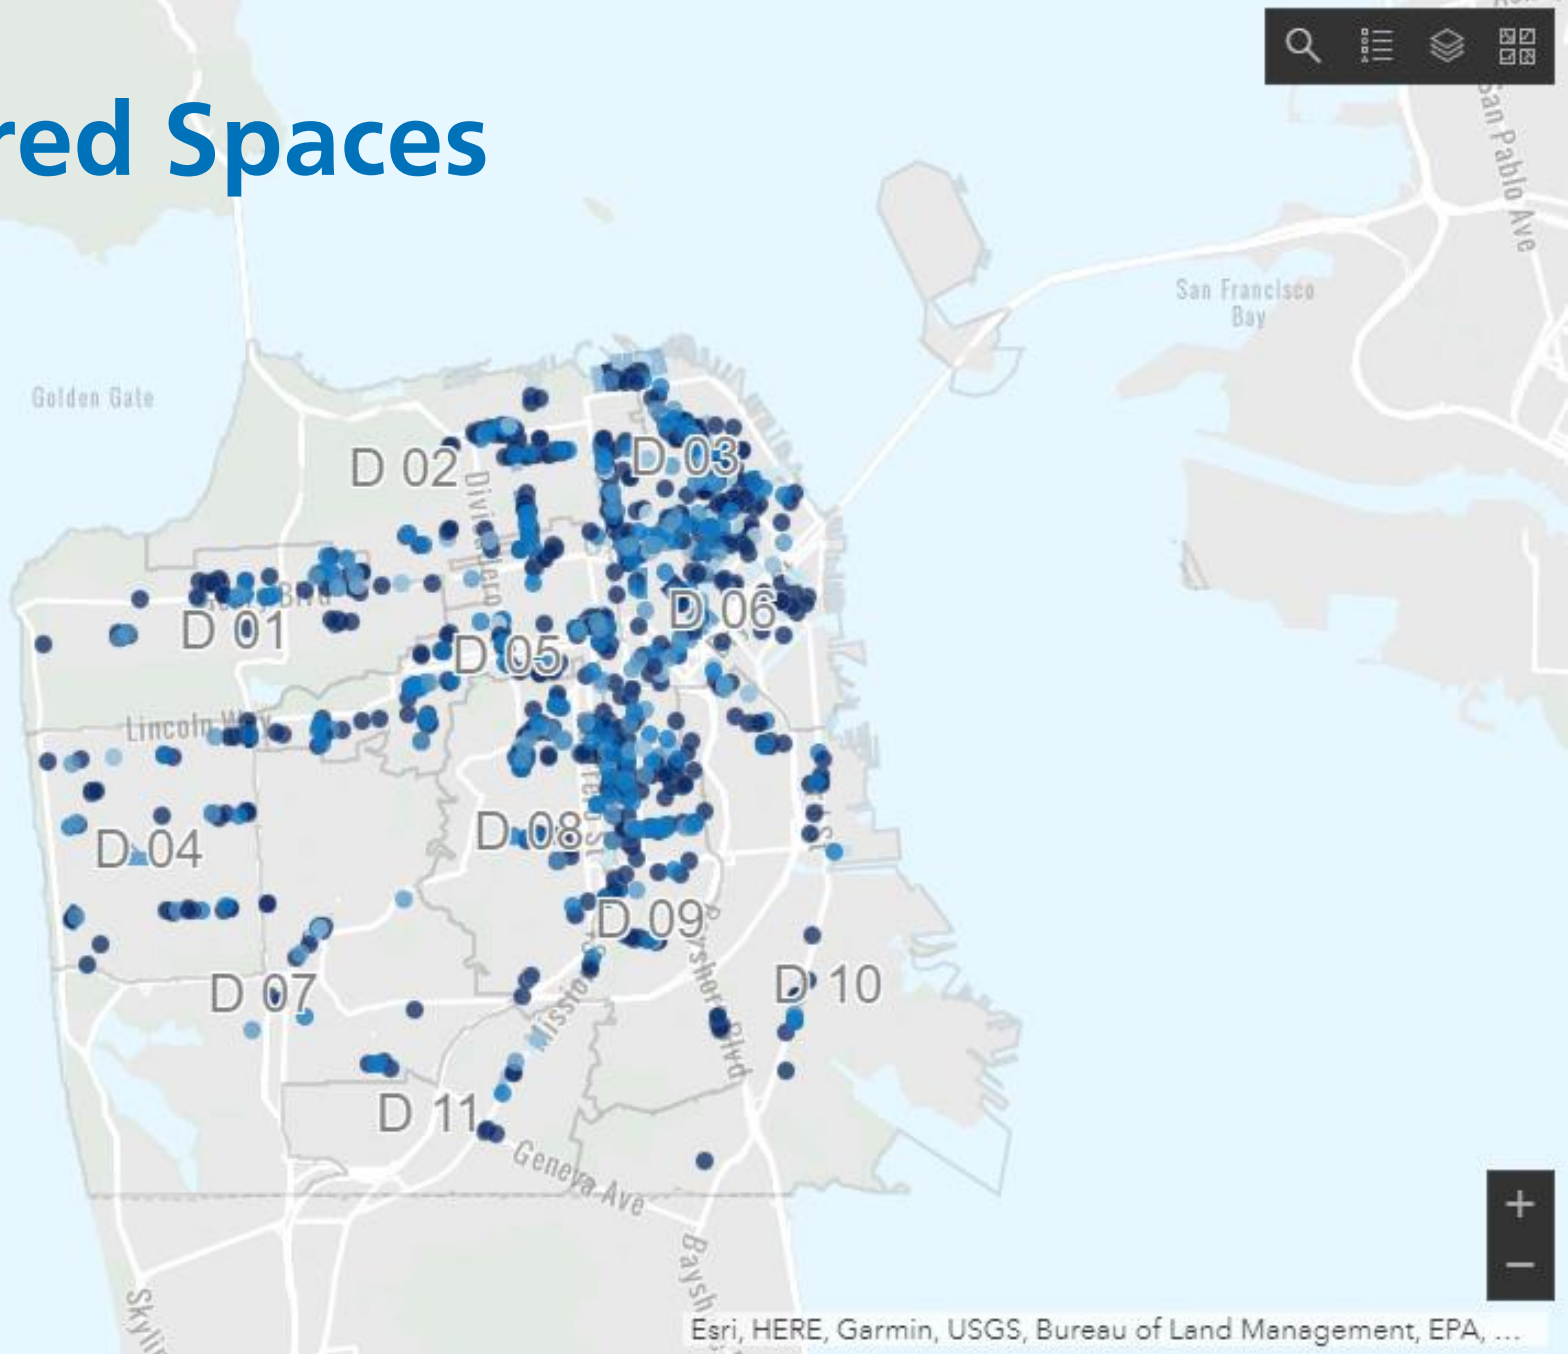 red Spaces
San Pablo Ave
San Francisco
Bay
Golden Gate
D 03
D 02
D 06
D 01
D 05
Lincoln Way
D 08
D 04
D 09
D 10
D 07
Mission
D 11
Geneva Ave
Esri, HERE, Garmin, USGS, Bureau of Land Management, EPA, ...